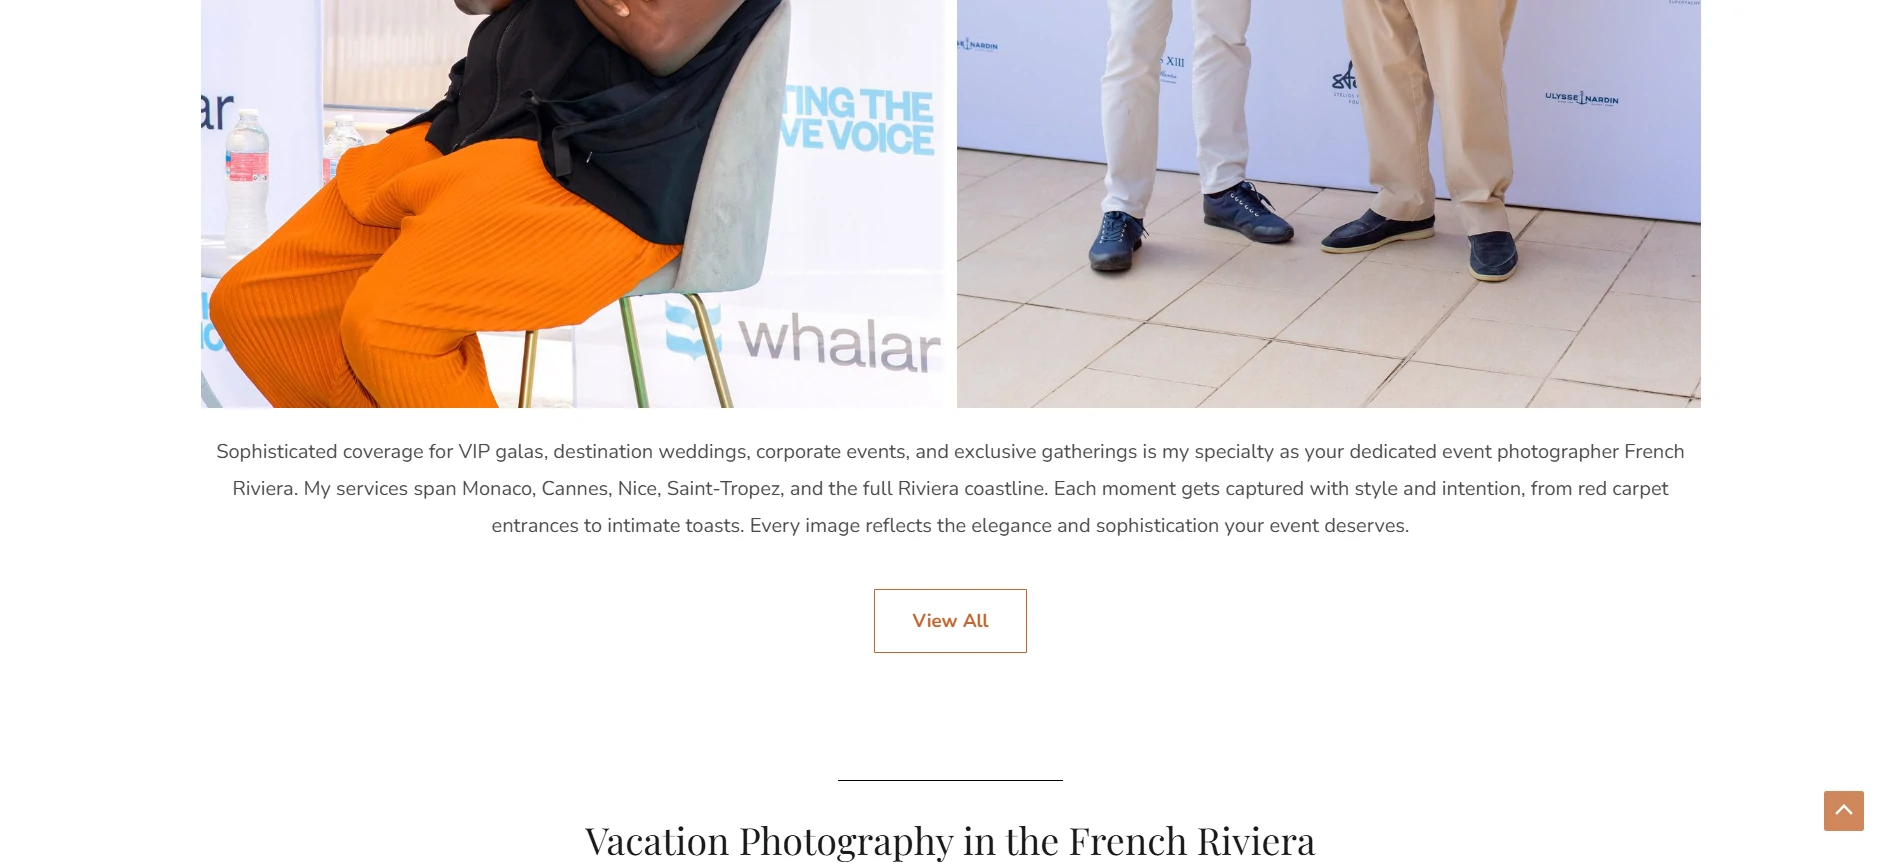 ar
TING THE
VE VOICE
whalar
ULYSSE NARDIN
XIII
ULYSSE NARDIN
Sophisticated coverage for VIP galas, destination weddings, corporate events, and exclusive gatherings is my specialty as your dedicated event photographer French
Riviera. My services span Monaco, Cannes, Nice, Saint-Tropez, and the full Riviera coastline. Each moment gets captured with style and intention, from red carpet
entrances to intimate toasts. Every image reflects the elegance and sophistication your event deserves.
View All
Vacation Photography in the French Riviera